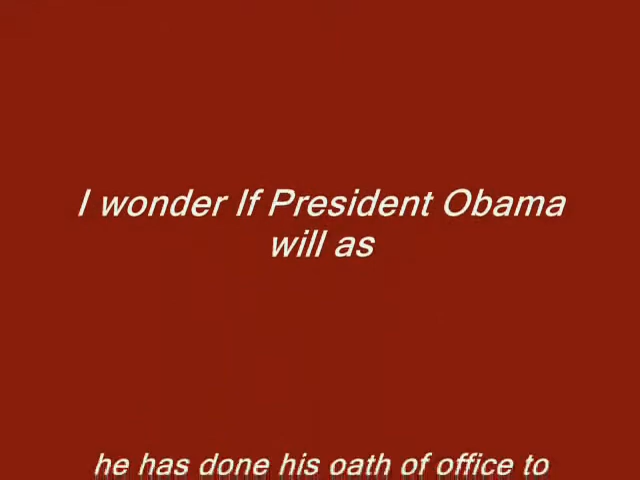 I wonder If President Obama
will as
he has done his oath of office to